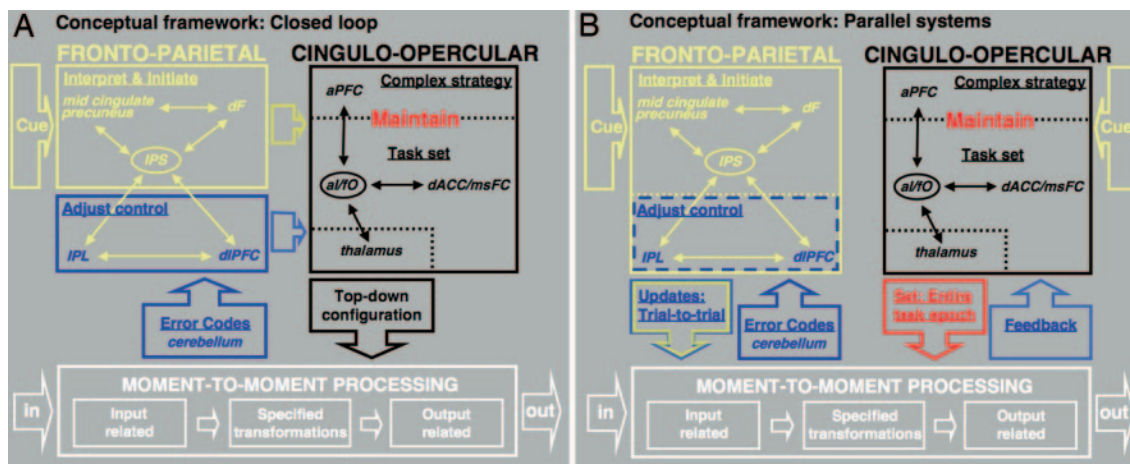 A Conceptual framework: Closed loop
FRONTO-PARIETAL
CINGULO-OPERCULAR
Cue
Interpret & Initiate
mid cingulate
precuneus
dF
IPS
Adjust control
IPL
dlPFC
Error Codes
cerebellum
Complex strategy
aPFC
Maintain
Task set
aI/fO
dACC/msFC
thalamus
Top-down
configuration
MOMENT-TO-MOMENT PROCESSING
in
Input
related
Specified
transformations
Output
related
out
B Conceptual framework: Parallel systems
FRONTO-PARIETAL
CINGULO-OPERCULAR
Cue
Interpret & Initiate
mid cingulate
precuneus
dF
IPS
Adjust control
IPL
dlPFC
Updates:
Trial-to-trial
Error Codes
cerebellum
Complex strategy
aPFC
Maintain
Cue
Task set
aI/fO
dACC/msFC
thalamus
Set: Entire
task epoch
Feedback
MOMENT-TO-MOMENT PROCESSING
in
Input
related
Specified
transformations
Output
related
out